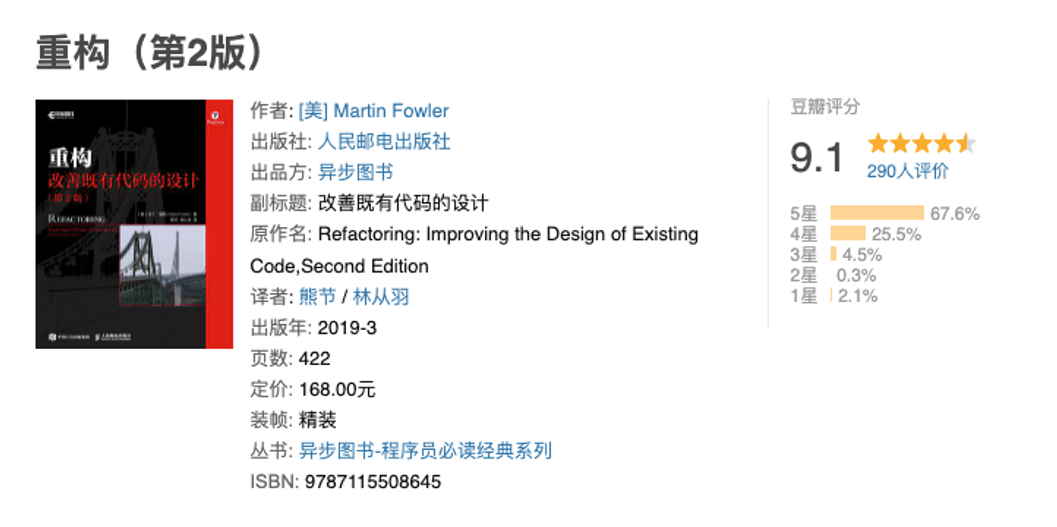 重构（第2版）
重构
改善既有代码的设计
（第2版）
REFACTORING
作者: [美] Martin Fowler
出版社: 人民邮电出版社
出品方: 异步图书
副标题: 改善既有代码的设计
原作名: Refactoring: Improving the Design of Existing
Code,Second Edition
译者: 熊节 / 林从羽
出版年: 2019-3
页数: 422
定价: 168.00元
装帧: 精装
丛书: 异步图书-程序员必读经典系列
ISBN: 9787115508645
豆瓣评分
9.1
290人评价
5星 67.6%
4星 25.5%
3星 4.5%
2星 0.3%
1星 2.1%